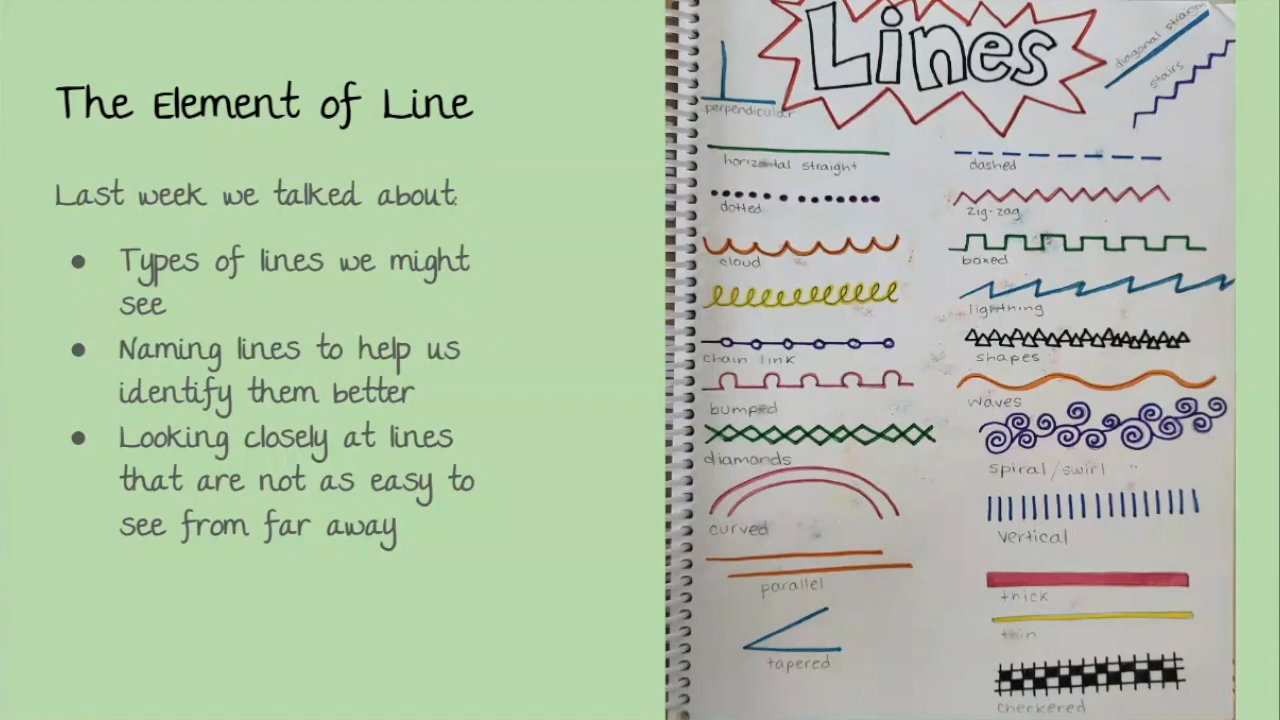 The Element of Line
Last week we talked about:
Types of lines we might
see
Naming lines to help us
identify them better
Looking closely at lines
that are not as easy to
see from far away
Lines
diagonal straight
stairs
perpendicular
horizontal straight
dashed
dotted
zig-zag
cloud
boxed
lightning
chain link
shapes
bumped
waves
diamonds
spiral/swirl
curved
vertical
parallel
thick
thin
tapered
checkered